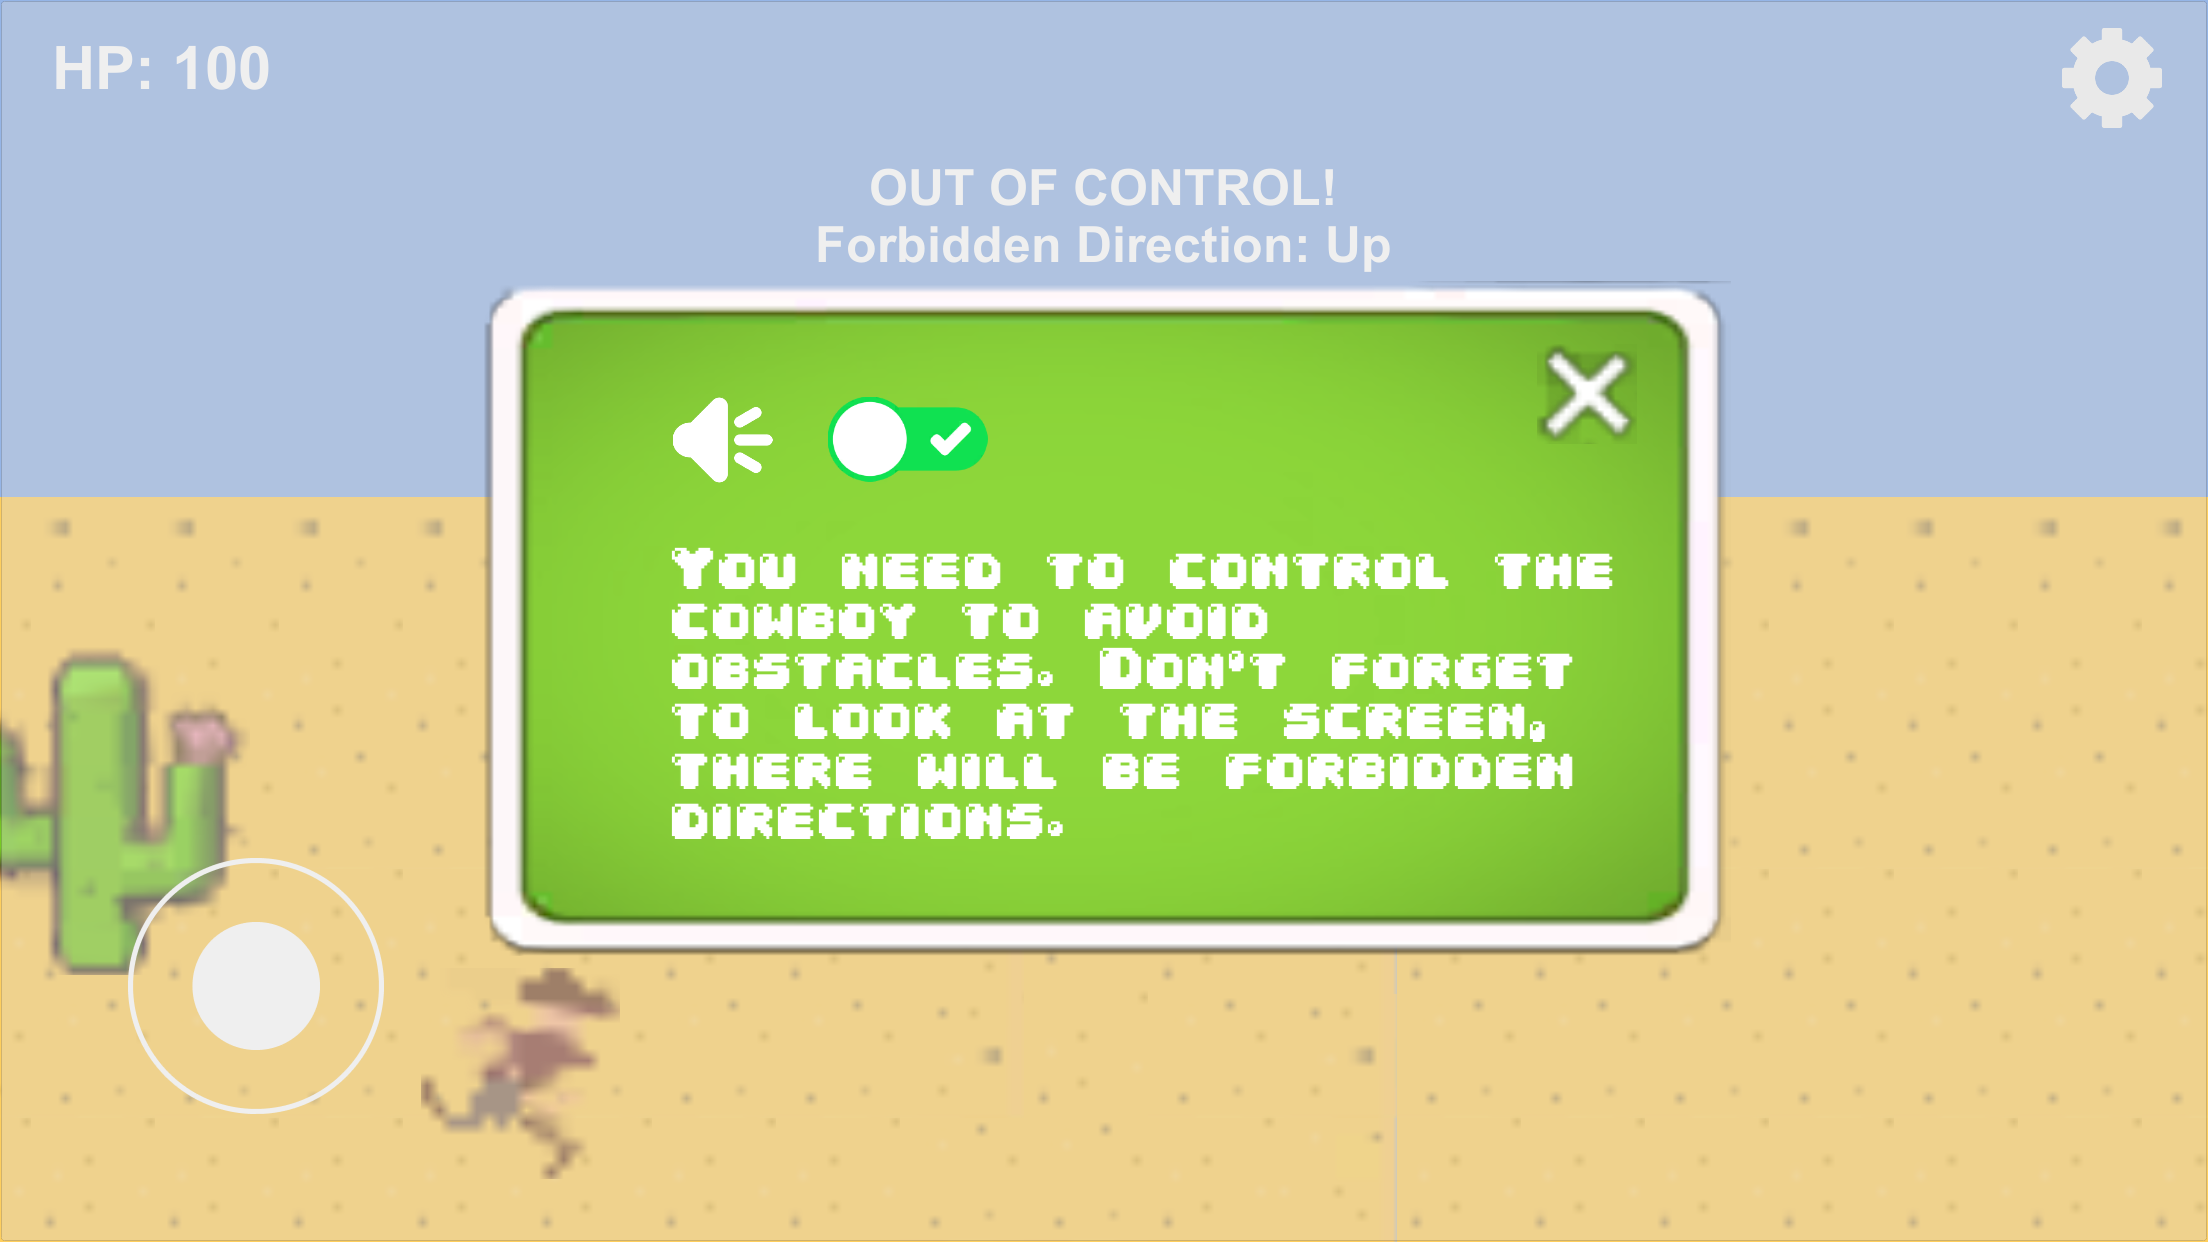 HP: 100
OUT OF CONTROL!
Forbidden Direction: Up
You need to control the
cowboy to avoid
obstacles. Don't forget
to look at the screen,
there will be forbidden
directions.